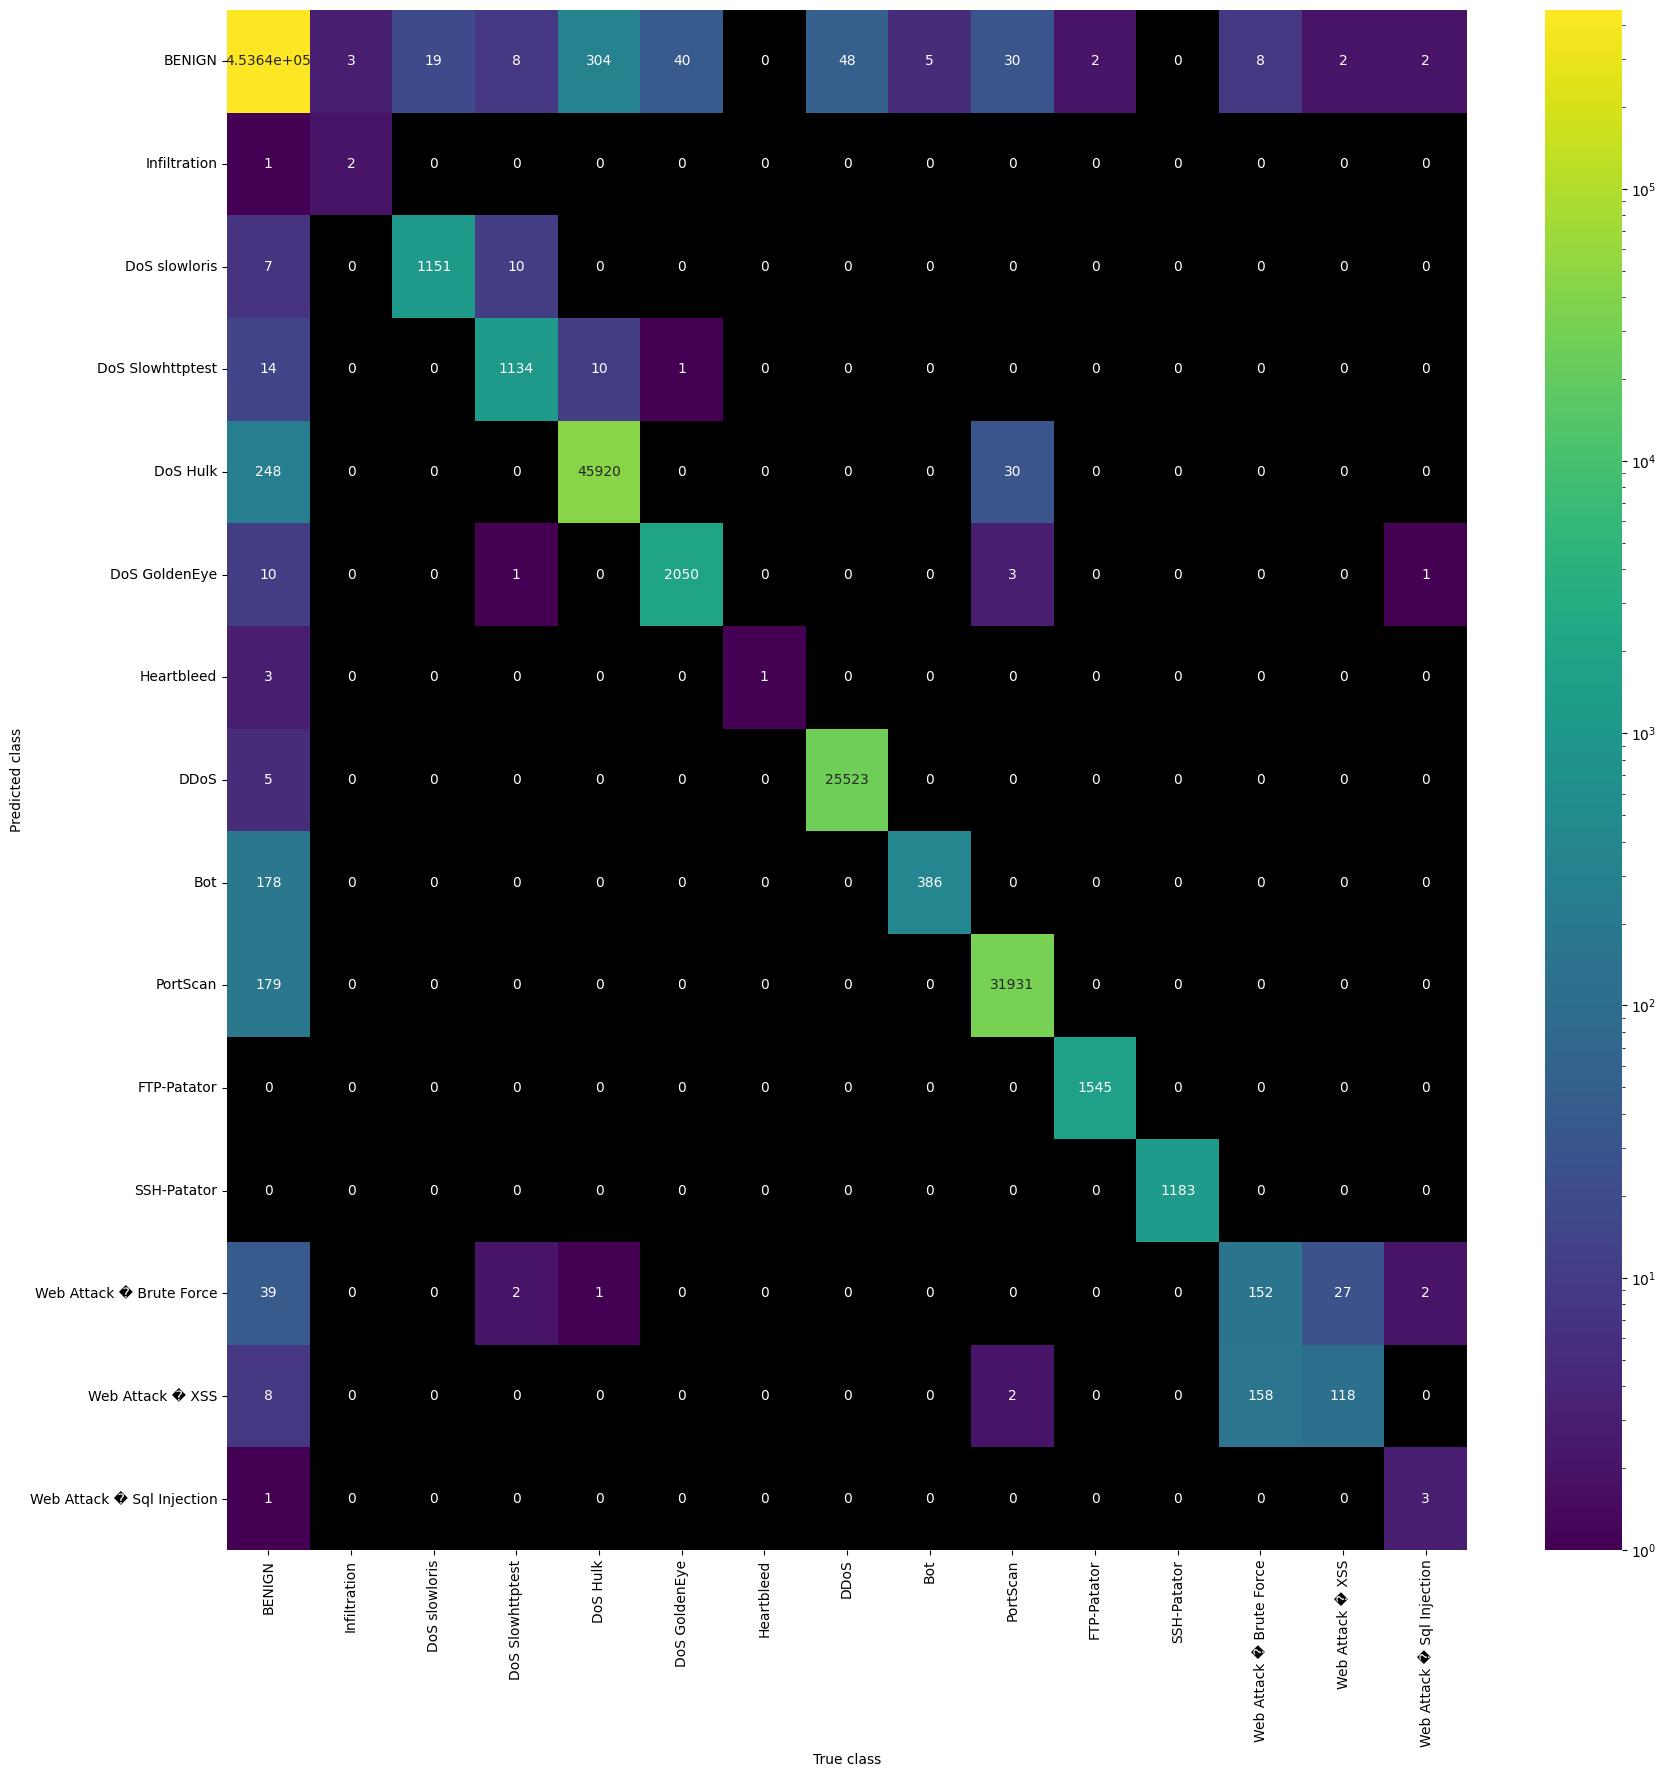 BENIGN 4.5364e+05 3 19 8 304 40 0 48 5 30 2 0 8 2 2
Infiltration 1 2 0 0 0 0 0 0 0 0 0 0 0 0 0
DoS slowloris 7 0 1151 10 0 0 0 0 0 0 0 0 0 0 0
DoS Slowhttptest 14 0 0 1134 10 1 0 0 0 0 0 0 0 0 0
DoS Hulk 248 0 0 0 45920 0 0 0 0 30 0 0 0 0 0
DoS GoldenEye 10 0 0 1 0 2050 0 0 0 3 0 0 0 0 1
Heartbleed 3 0 0 0 0 0 1 0 0 0 0 0 0 0 0
DDoS 5 0 0 0 0 0 0 25523 0 0 0 0 0 0 0
Bot 178 0 0 0 0 0 0 0 386 0 0 0 0 0 0
PortScan 179 0 0 0 0 0 0 0 0 31931 0 0 0 0 0
FTP-Patator 0 0 0 0 0 0 0 0 0 0 1545 0 0 0 0
SSH-Patator 0 0 0 0 0 0 0 0 0 0 0 1183 0 0 0
Web Attack � Brute Force 39 0 0 2 1 0 0 0 0 0 0 0 152 27 2
Web Attack � XSS 8 0 0 0 0 0 0 0 0 2 0 0 158 118 0
Web Attack � Sql Injection 1 0 0 0 0 0 0 0 0 0 0 0 0 0 3
Predicted class
BENIGN
Infiltration
DoS slowloris
DoS Slowhttptest
DoS Hulk
DoS GoldenEye
Heartbleed
DDoS
Bot
PortScan
FTP-Patator
SSH-Patator
Web Attack � Brute Force
Web Attack � XSS
Web Attack � Sql Injection
True class
10⁵
10⁴
10³
10²
10¹
10⁰